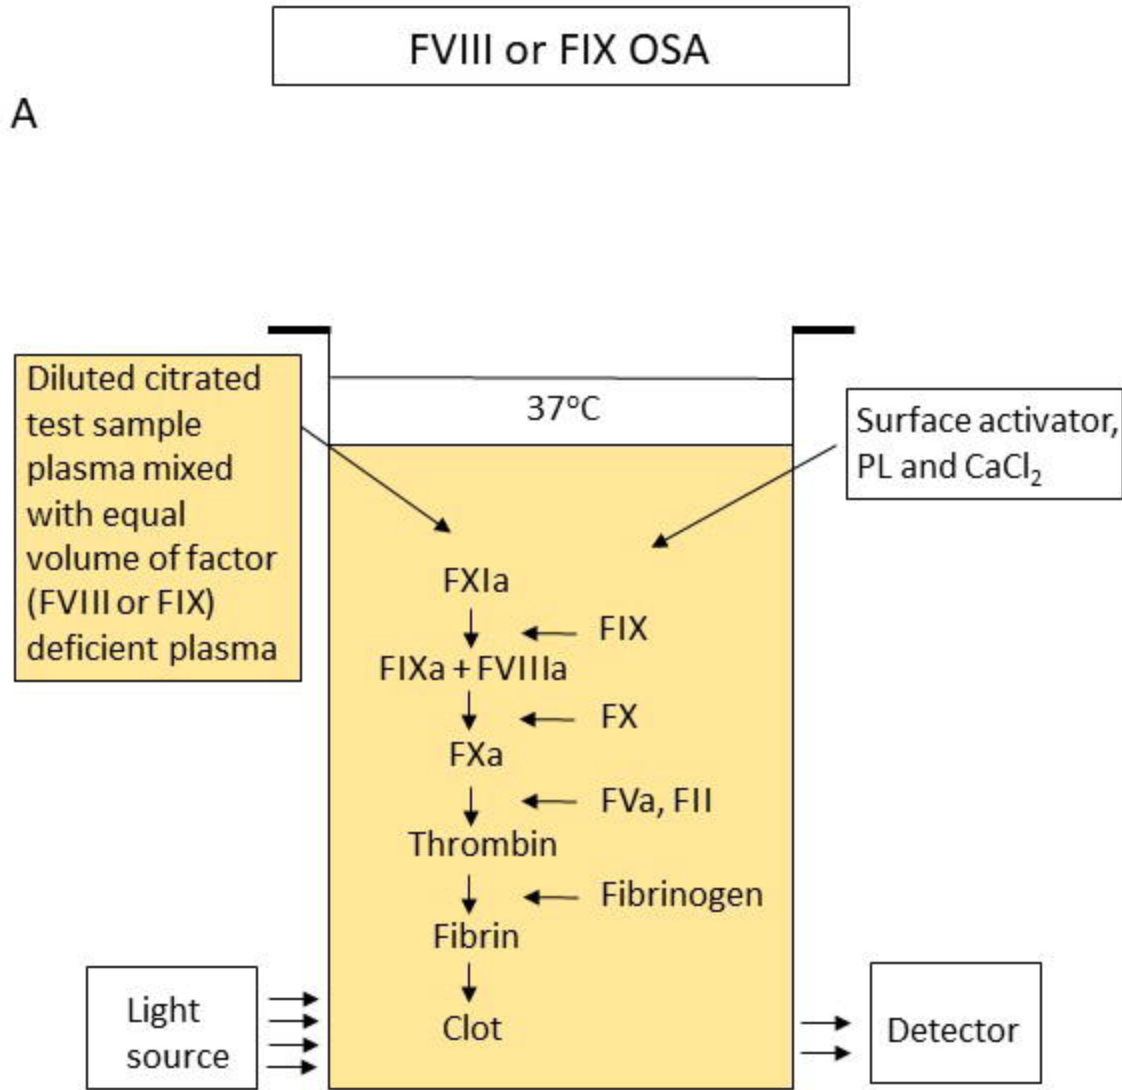 FVIII or FIX OSA
A
Diluted citrated
test sample
plasma mixed
with equal
volume of factor
(FVIII or FIX)
deficient plasma
37°C
Surface activator,
PL and CaCl₂
FXIa
FIX
FIXa + FVIIIa
FX
FXa
FVa, FII
Thrombin
Fibrinogen
Fibrin
Clot
Light
source
Detector